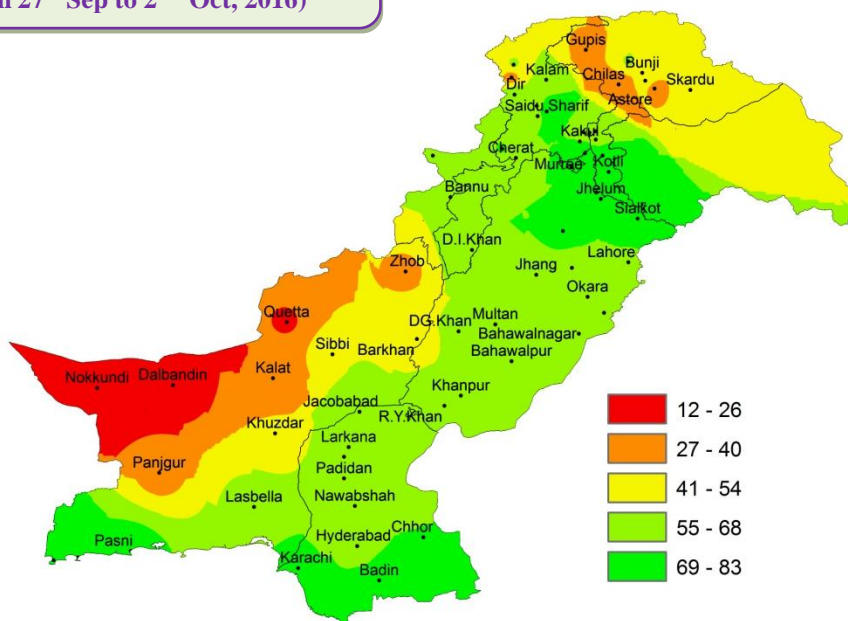 27 Sep to 2 Oct, 2016)
Gupis
Bunji
Kalam
Chilas
Skardu
Dir
Astore
Saidu Sharif
Kakul
Cherat
Murree
Kotli
Bannu
Jhelum
Sialkot
D.I.Khan
Zhob
Lahore
Jhang
Okara
Quetta
DG.Khan
Multan
Sibbi
Bahawalnagar
Barkhan
Bahawalpur
Nokkundi
Dalbandin
Kalat
Khanpur
Jacobabad
R.Y.Khan
Khuzdar
Larkana
Panjgur
Padidan
Lasbella
Nawabshah
Chhor
Pasni
Hyderabad
Karachi
Badin
12 - 26
27 - 40
41 - 54
55 - 68
69 - 83